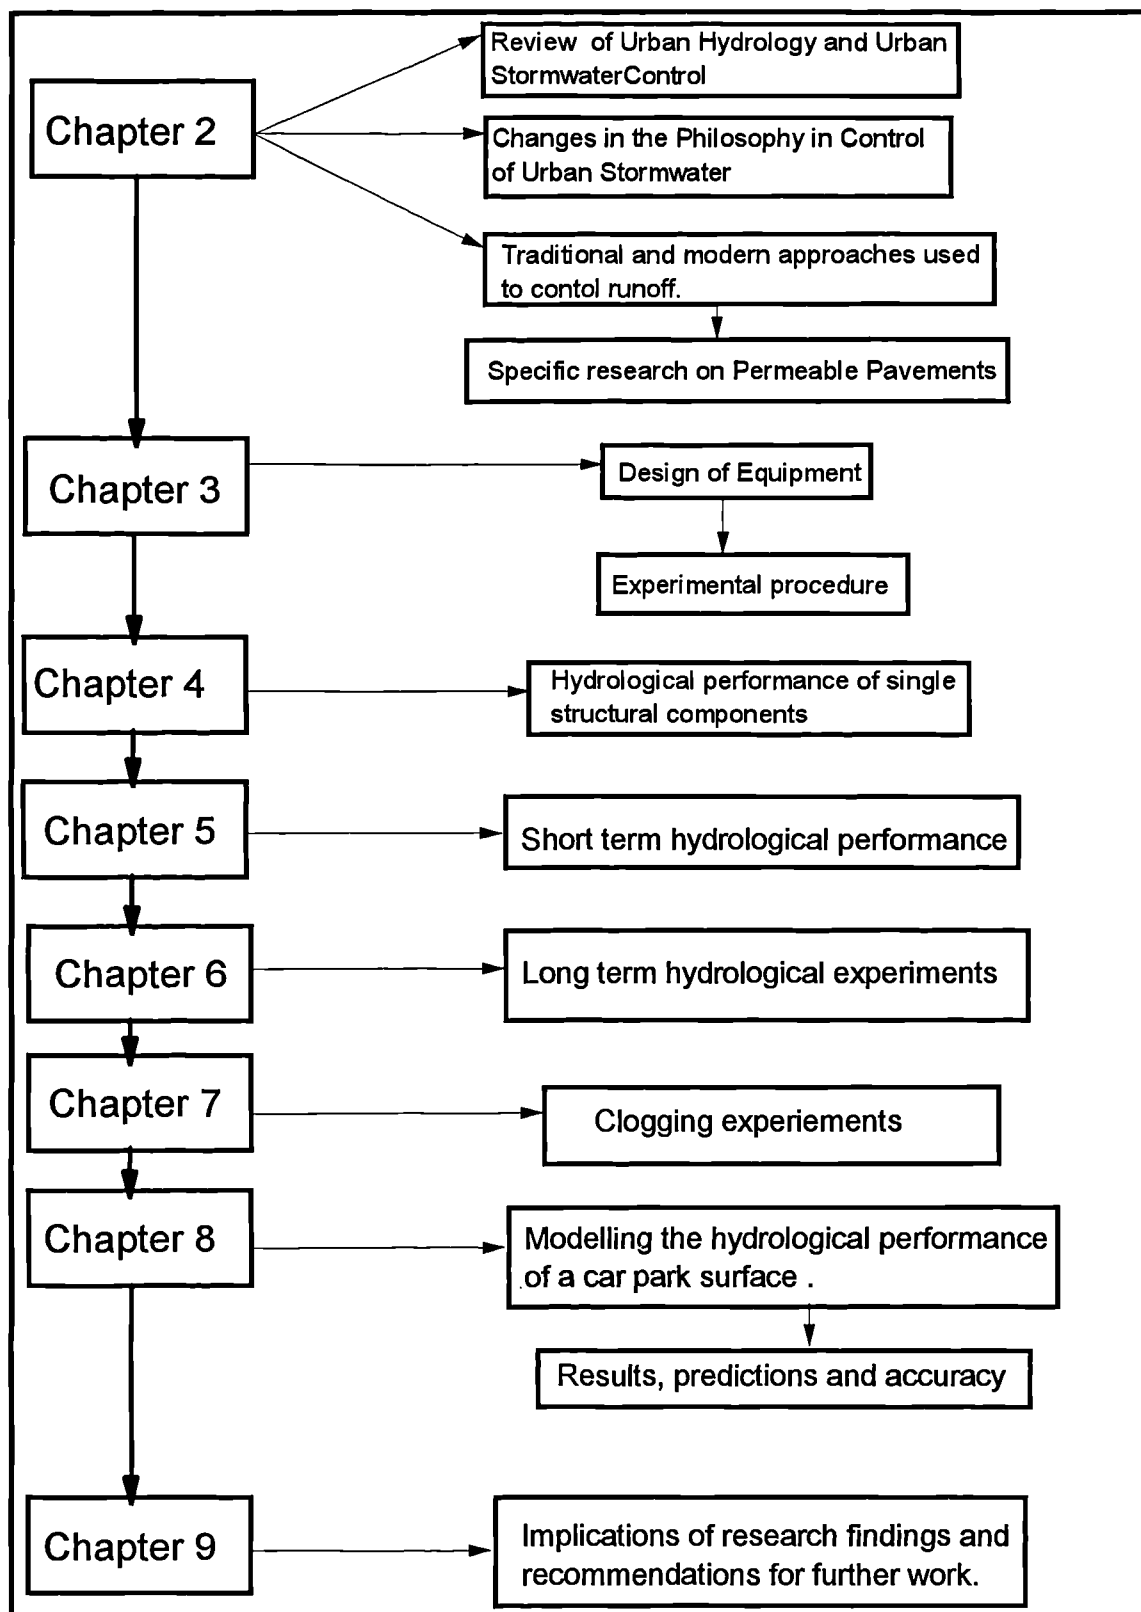 Review of Urban Hydrology and Urban
StormwaterControl
Chapter 2
Changes in the Philosophy in Control
of Urban Stormwater
Traditional and modern approaches used
to contol runoff.
Specific research on Permeable Pavements
Chapter 3
Design of Equipment
Experimental procedure
Chapter 4
Hydrological performance of single
structural components
Chapter 5
Short term hydrological performance
Chapter 6
Long term hydrological experiments
Chapter 7
Clogging experiements
Chapter 8
Modelling the hydrological performance
of a car park surface .
Results, predictions and accuracy
Chapter 9
Implications of research findings and
recommendations for further work.